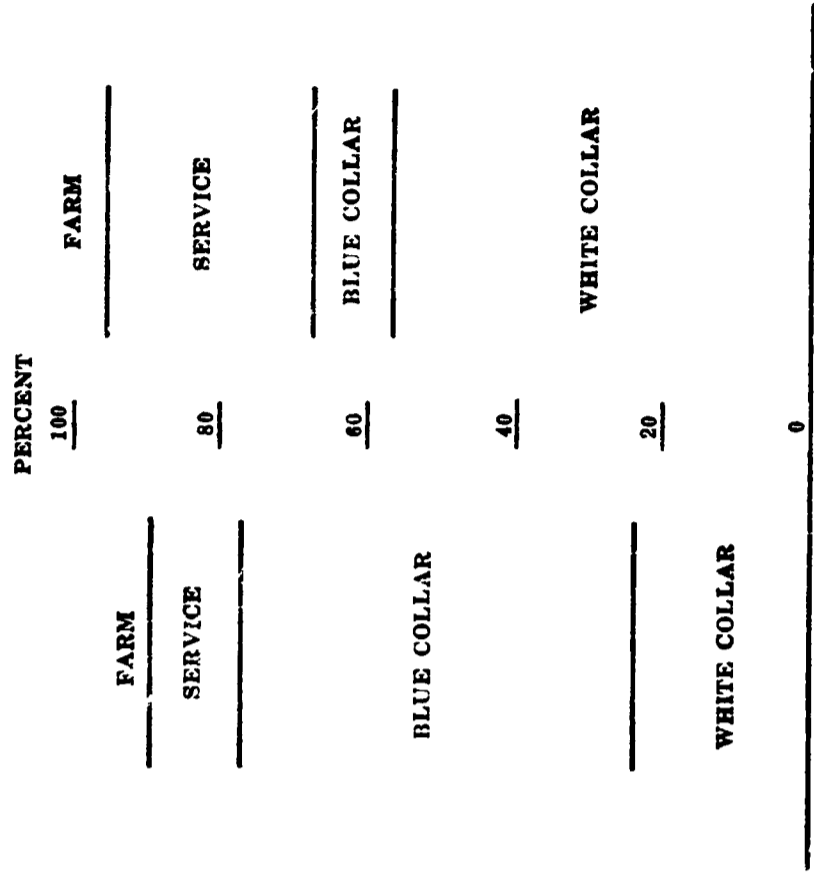 PERCENT
100
80
60
40
20
0
FARM
SERVICE
BLUE COLLAR
WHITE COLLAR
FARM
SERVICE
BLUE COLLAR
WHITE COLLAR